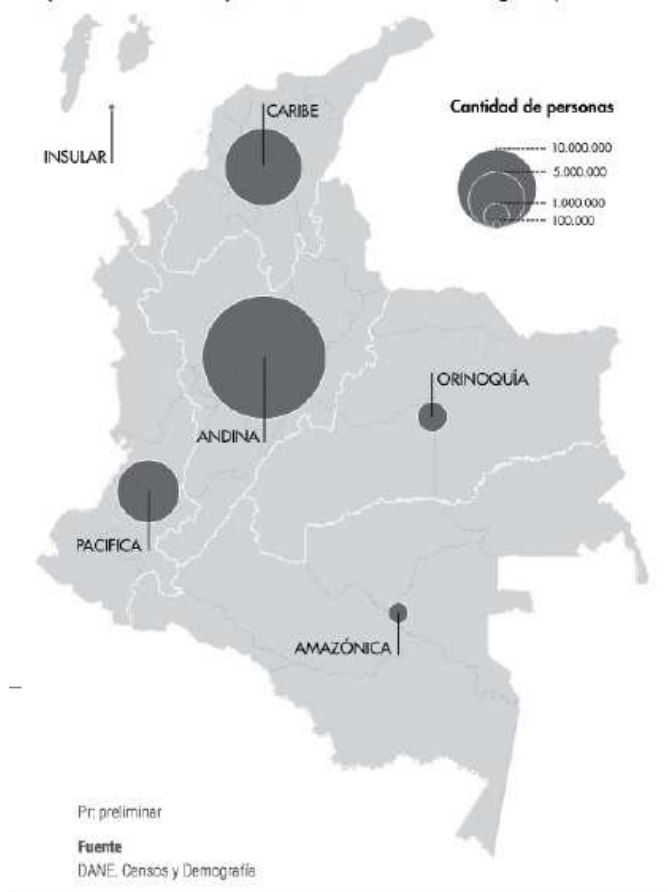 CARIBE
Cantidad de personas
10.000.000
INSULAR
5.000.000
1.000.000
100.000
ORINOQUÍA
ANDINA
PACIFICA
AMAZÓNICA
Pr: preliminar
Fuente
DANE. Censos y Demografía